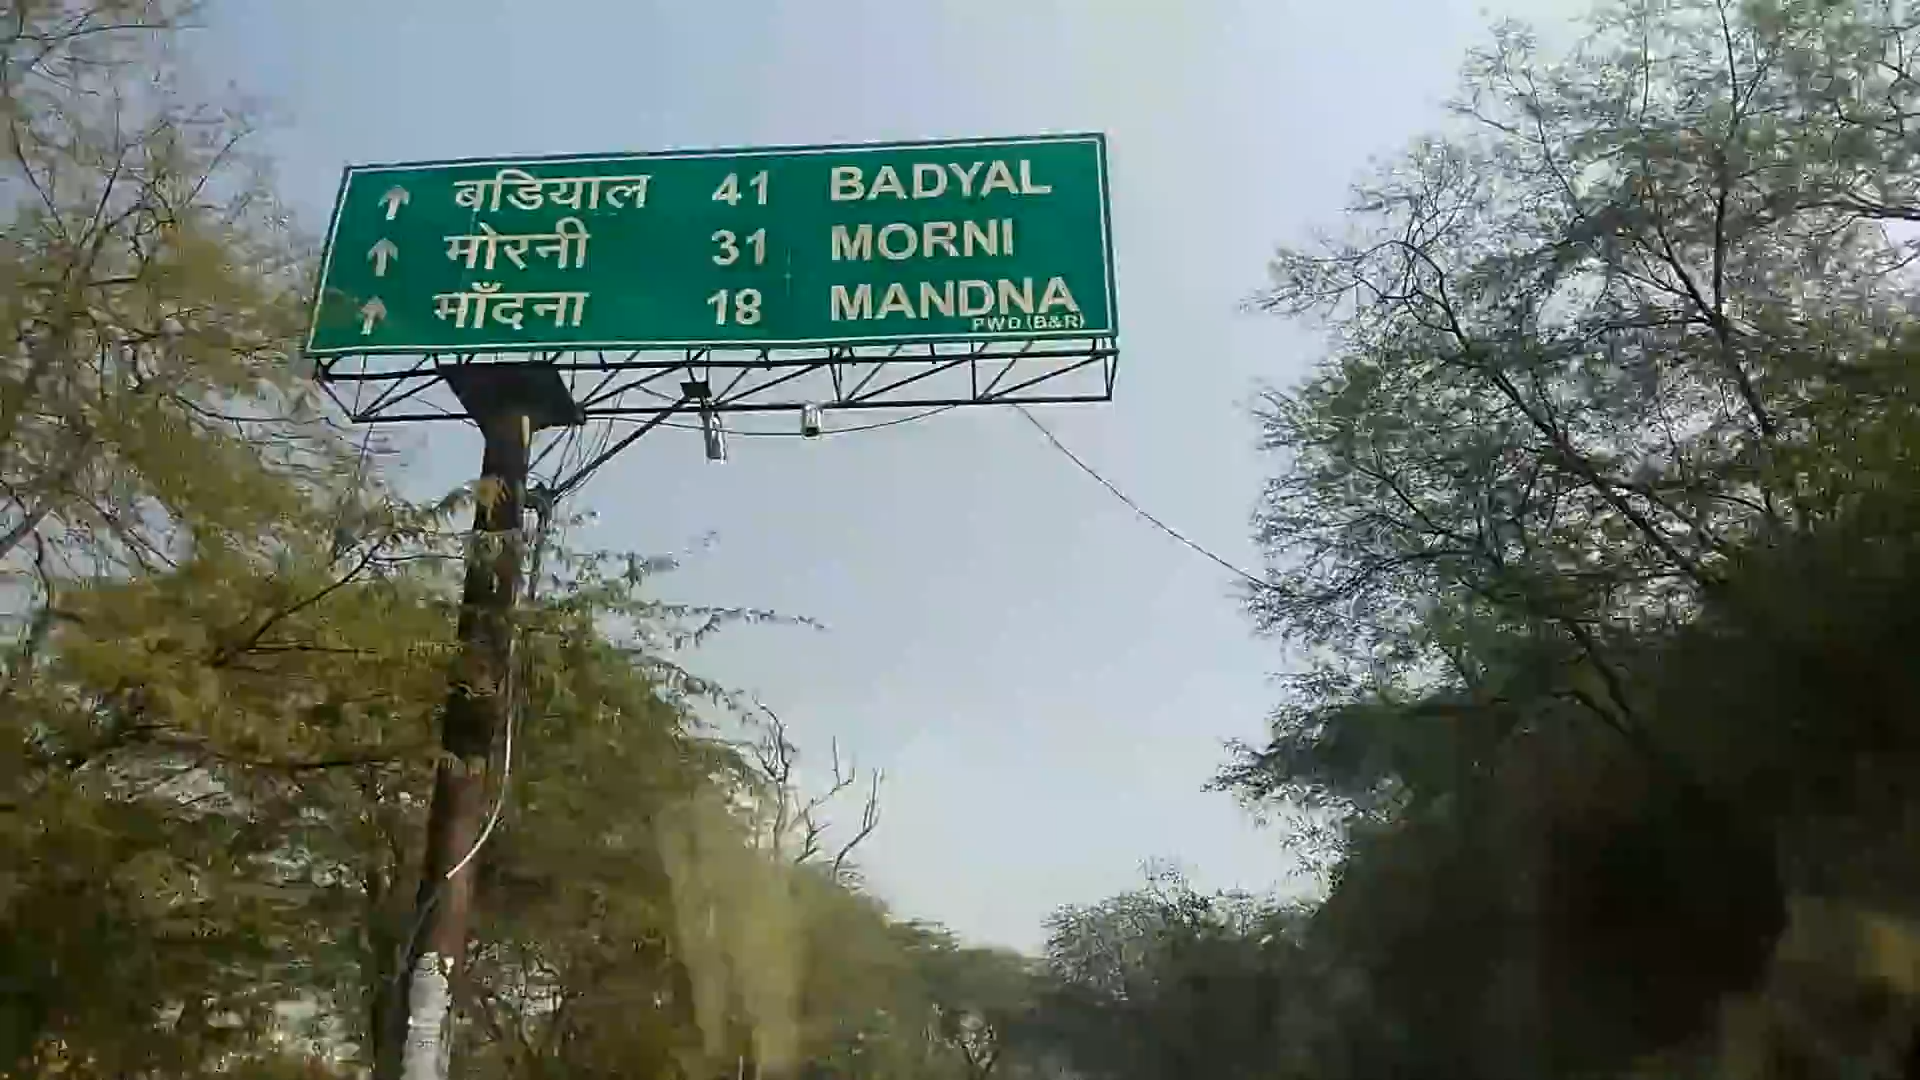 ↑ बडियाल 41 BADYAL
↑ मोरनी 31 MORNI
↑ माँदना 18 MANDNA
PWD.(B&R)